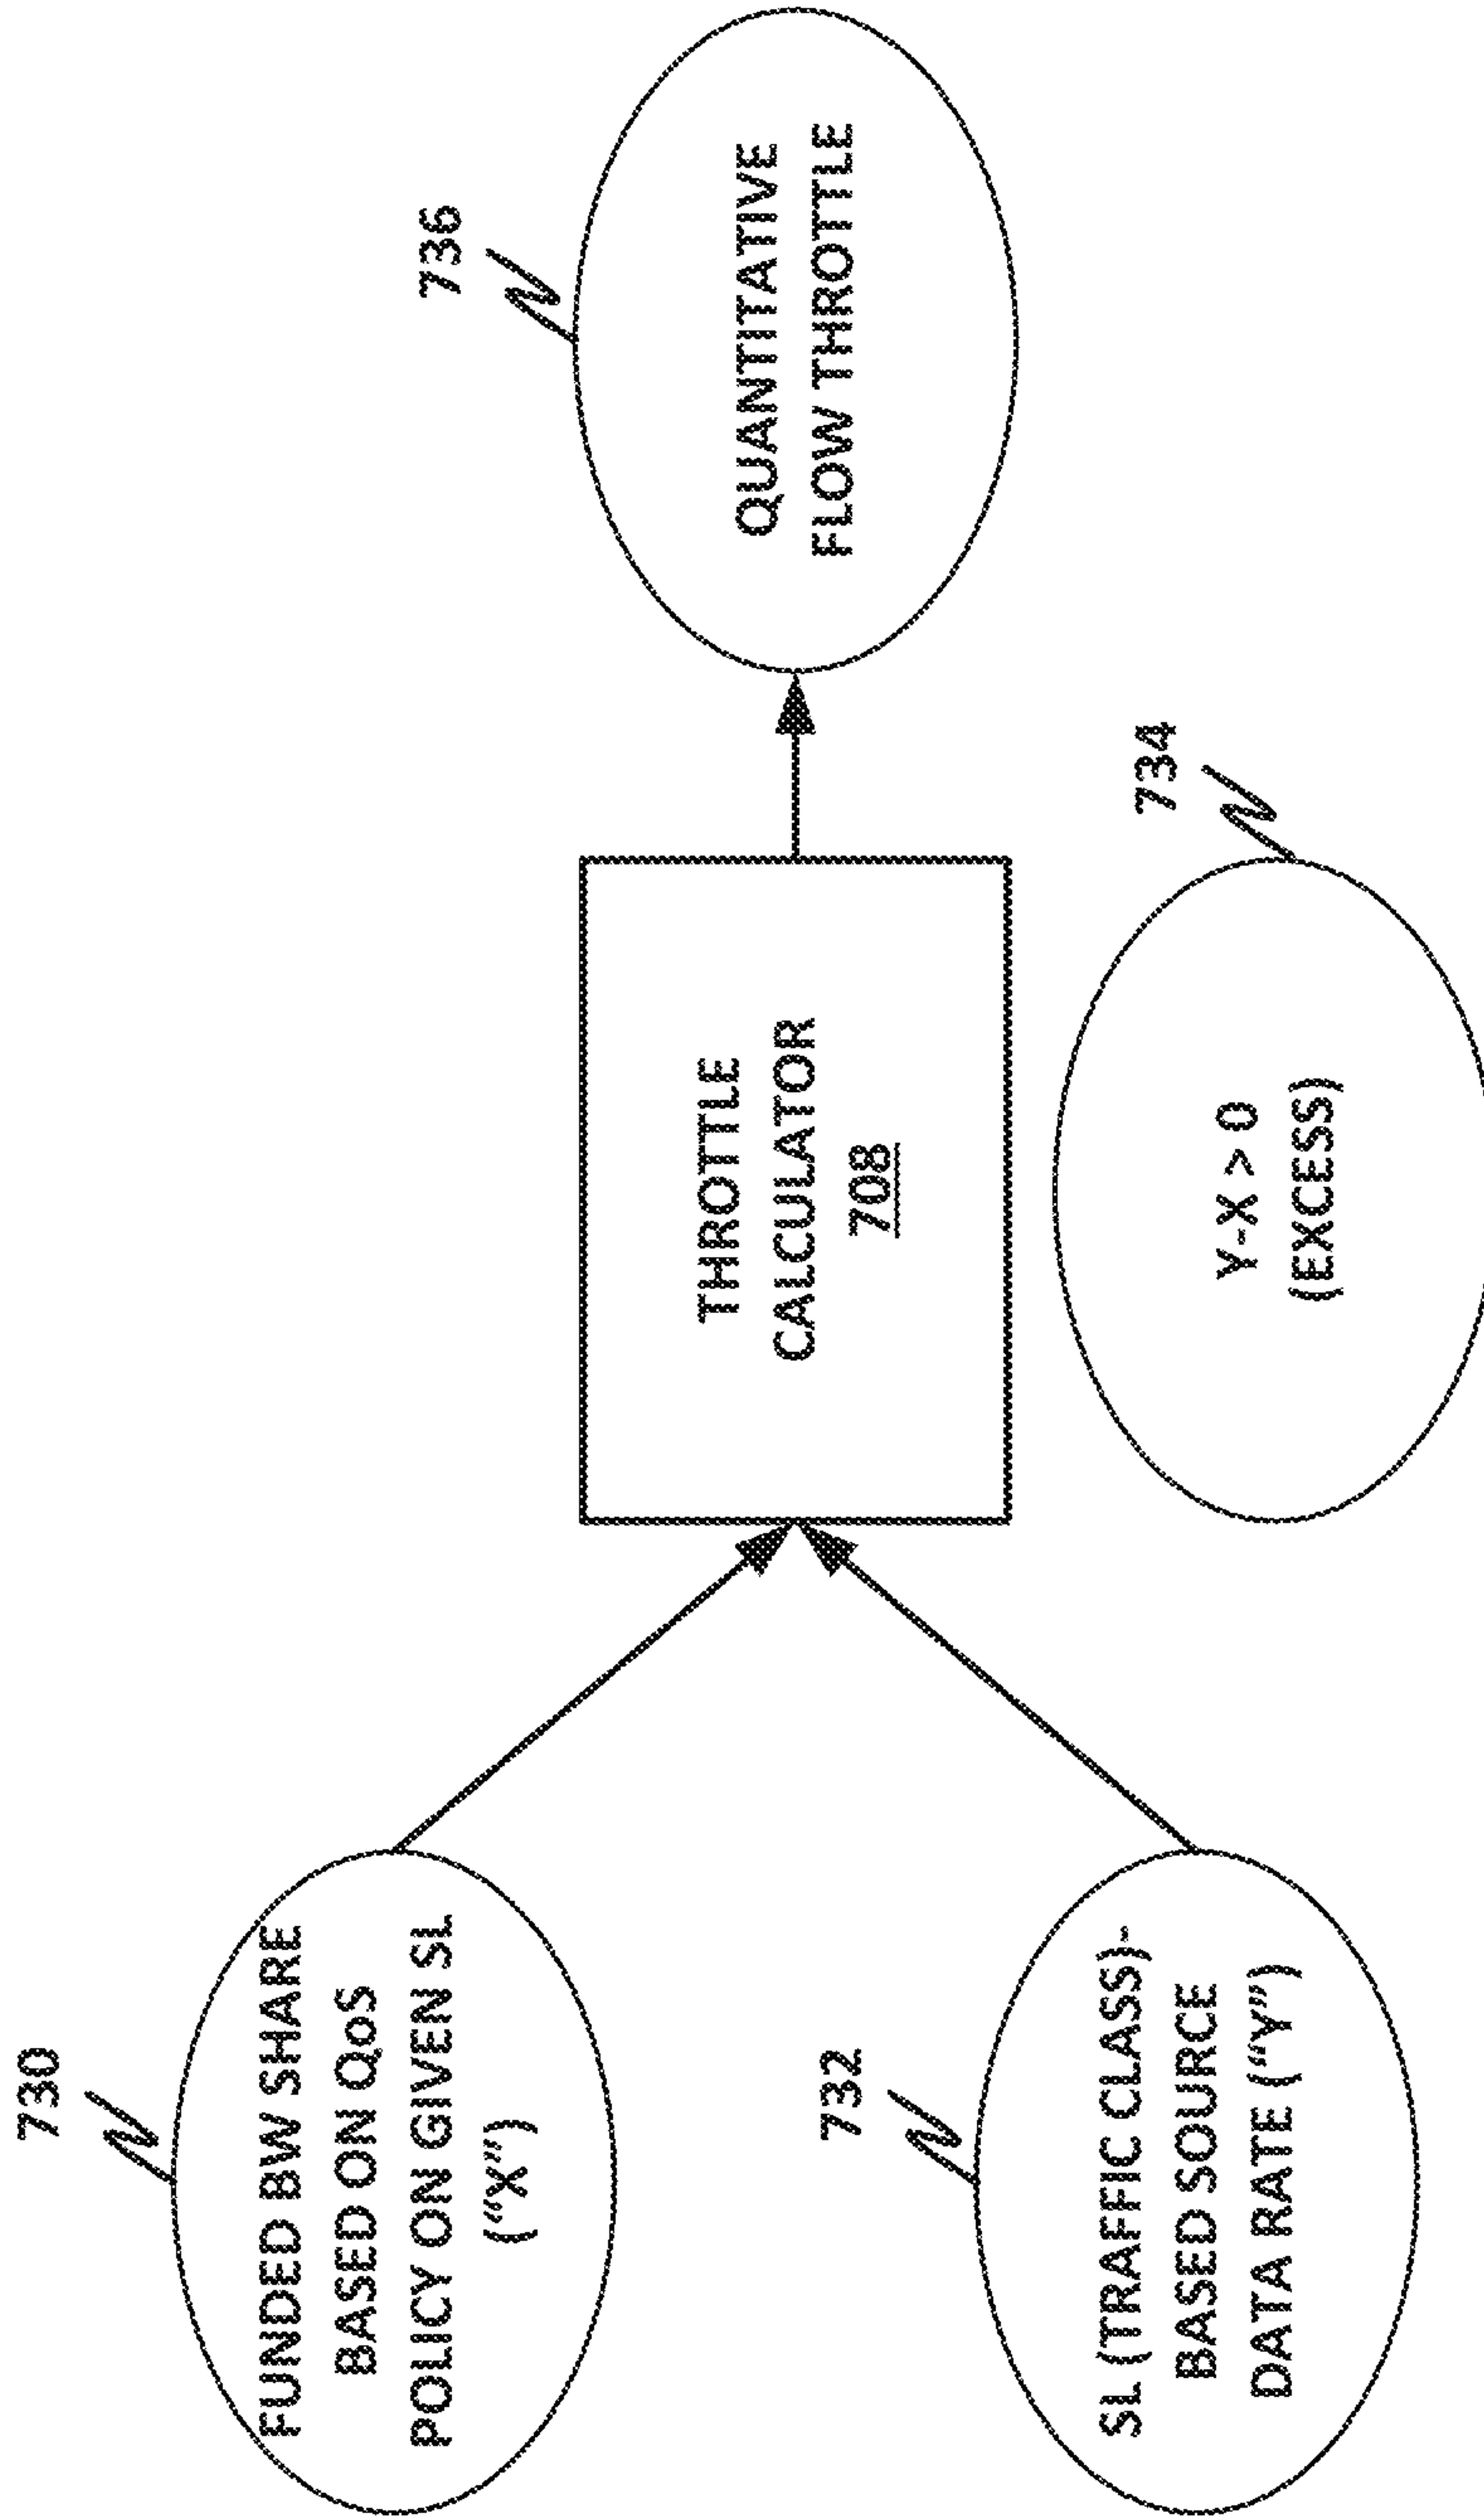 730
FUNDED BW SHARE
BASED ON QoS
POLICY ON GIVEN SL
("X")
732
SL (TRAFFIC CLASS)-
BASED SOURCE
DATA RATE ("Y")
THROTTLE
CALCULATOR
708
Y-X > 0
(EXCESS)
734
736
QUANTITATIVE
FLOW THROTTLE